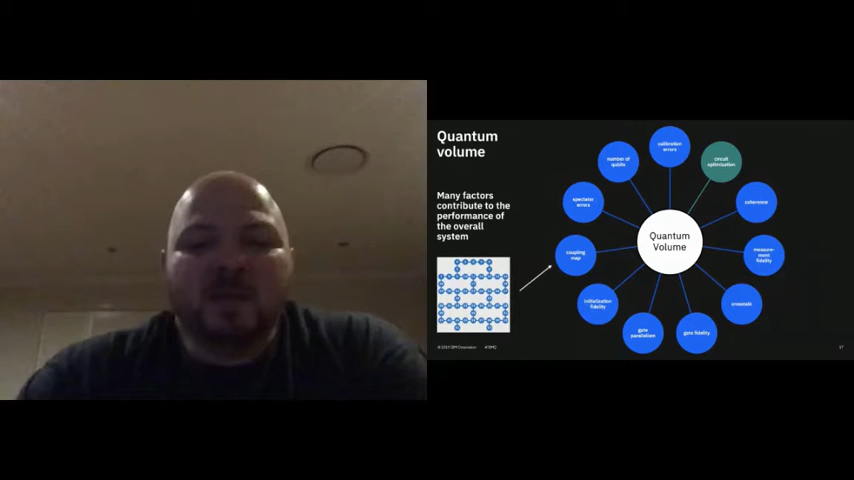 Quantum
volume
Many factors
contribute to the
performance of
the overall
system
calibration
errors
number of
qubits
circuit
optimization
spectator
errors
coherence
Quantum
Volume
coupling
map
measure-
ment
fidelity
initialization
fidelity
crosstalk
gate
parallelism
gate fidelity